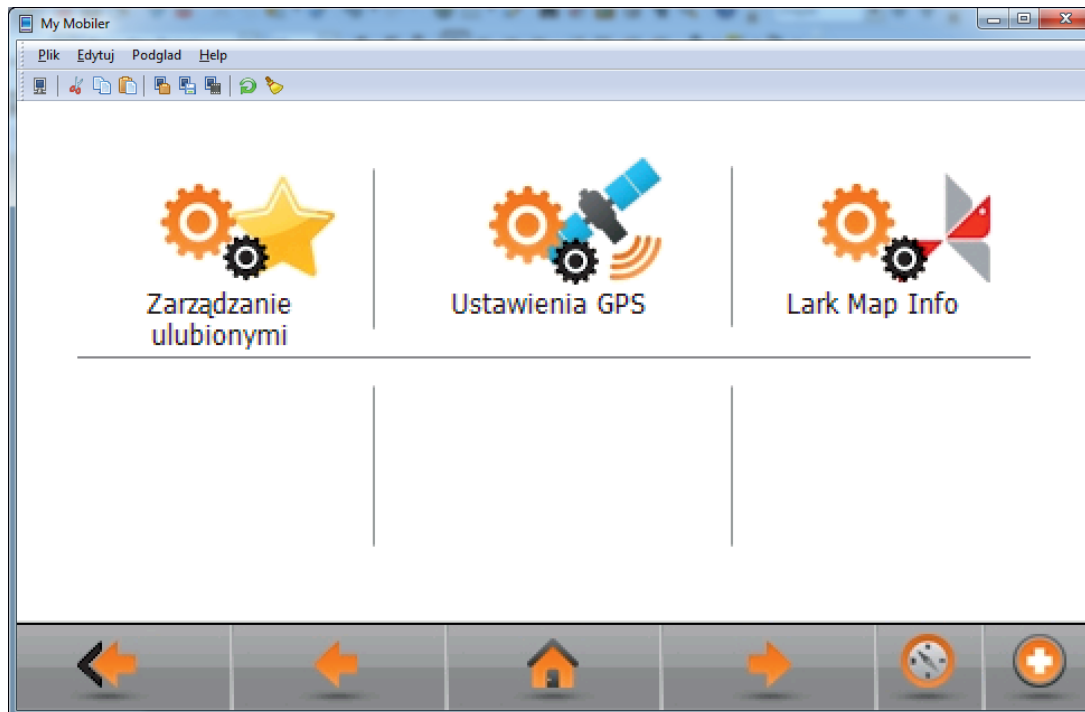 My Mobiler
Plik Edytuj Podglad Help
Zarządzanie
ulubionymi
Ustawienia GPS
Lark Map Info